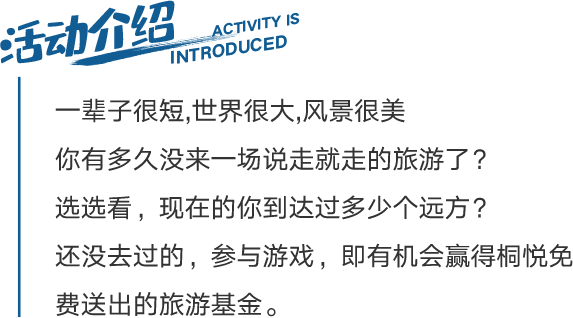 活动介绍
ACTIVITY IS
INTRODUCED
一辈子很短,世界很大,风景很美
你有多久没来一场说走就走的旅游了？
选选看，现在的你到达过多少个远方？
还没去过的，参与游戏，即有机会赢得桐悦免
费送出的旅游基金。